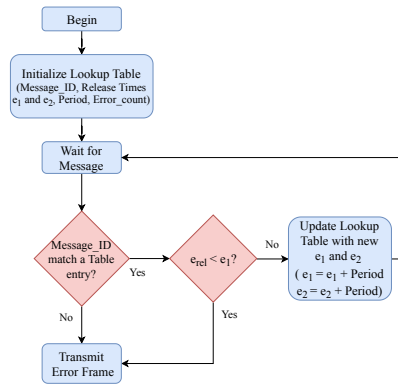 Begin
Initialize Lookup Table
(Message_ID, Release Times
e₁ and e₂, Period, Error_count)
Wait for
Message
Message_ID
match a Table
entry?
Yes
No
eᵣₑₗ < e₁?
No
Yes
Update Lookup
Table with new
e₁ and e₂
( e₁ = e₁ + Period
e₂ = e₂ + Period)
Transmit
Error Frame